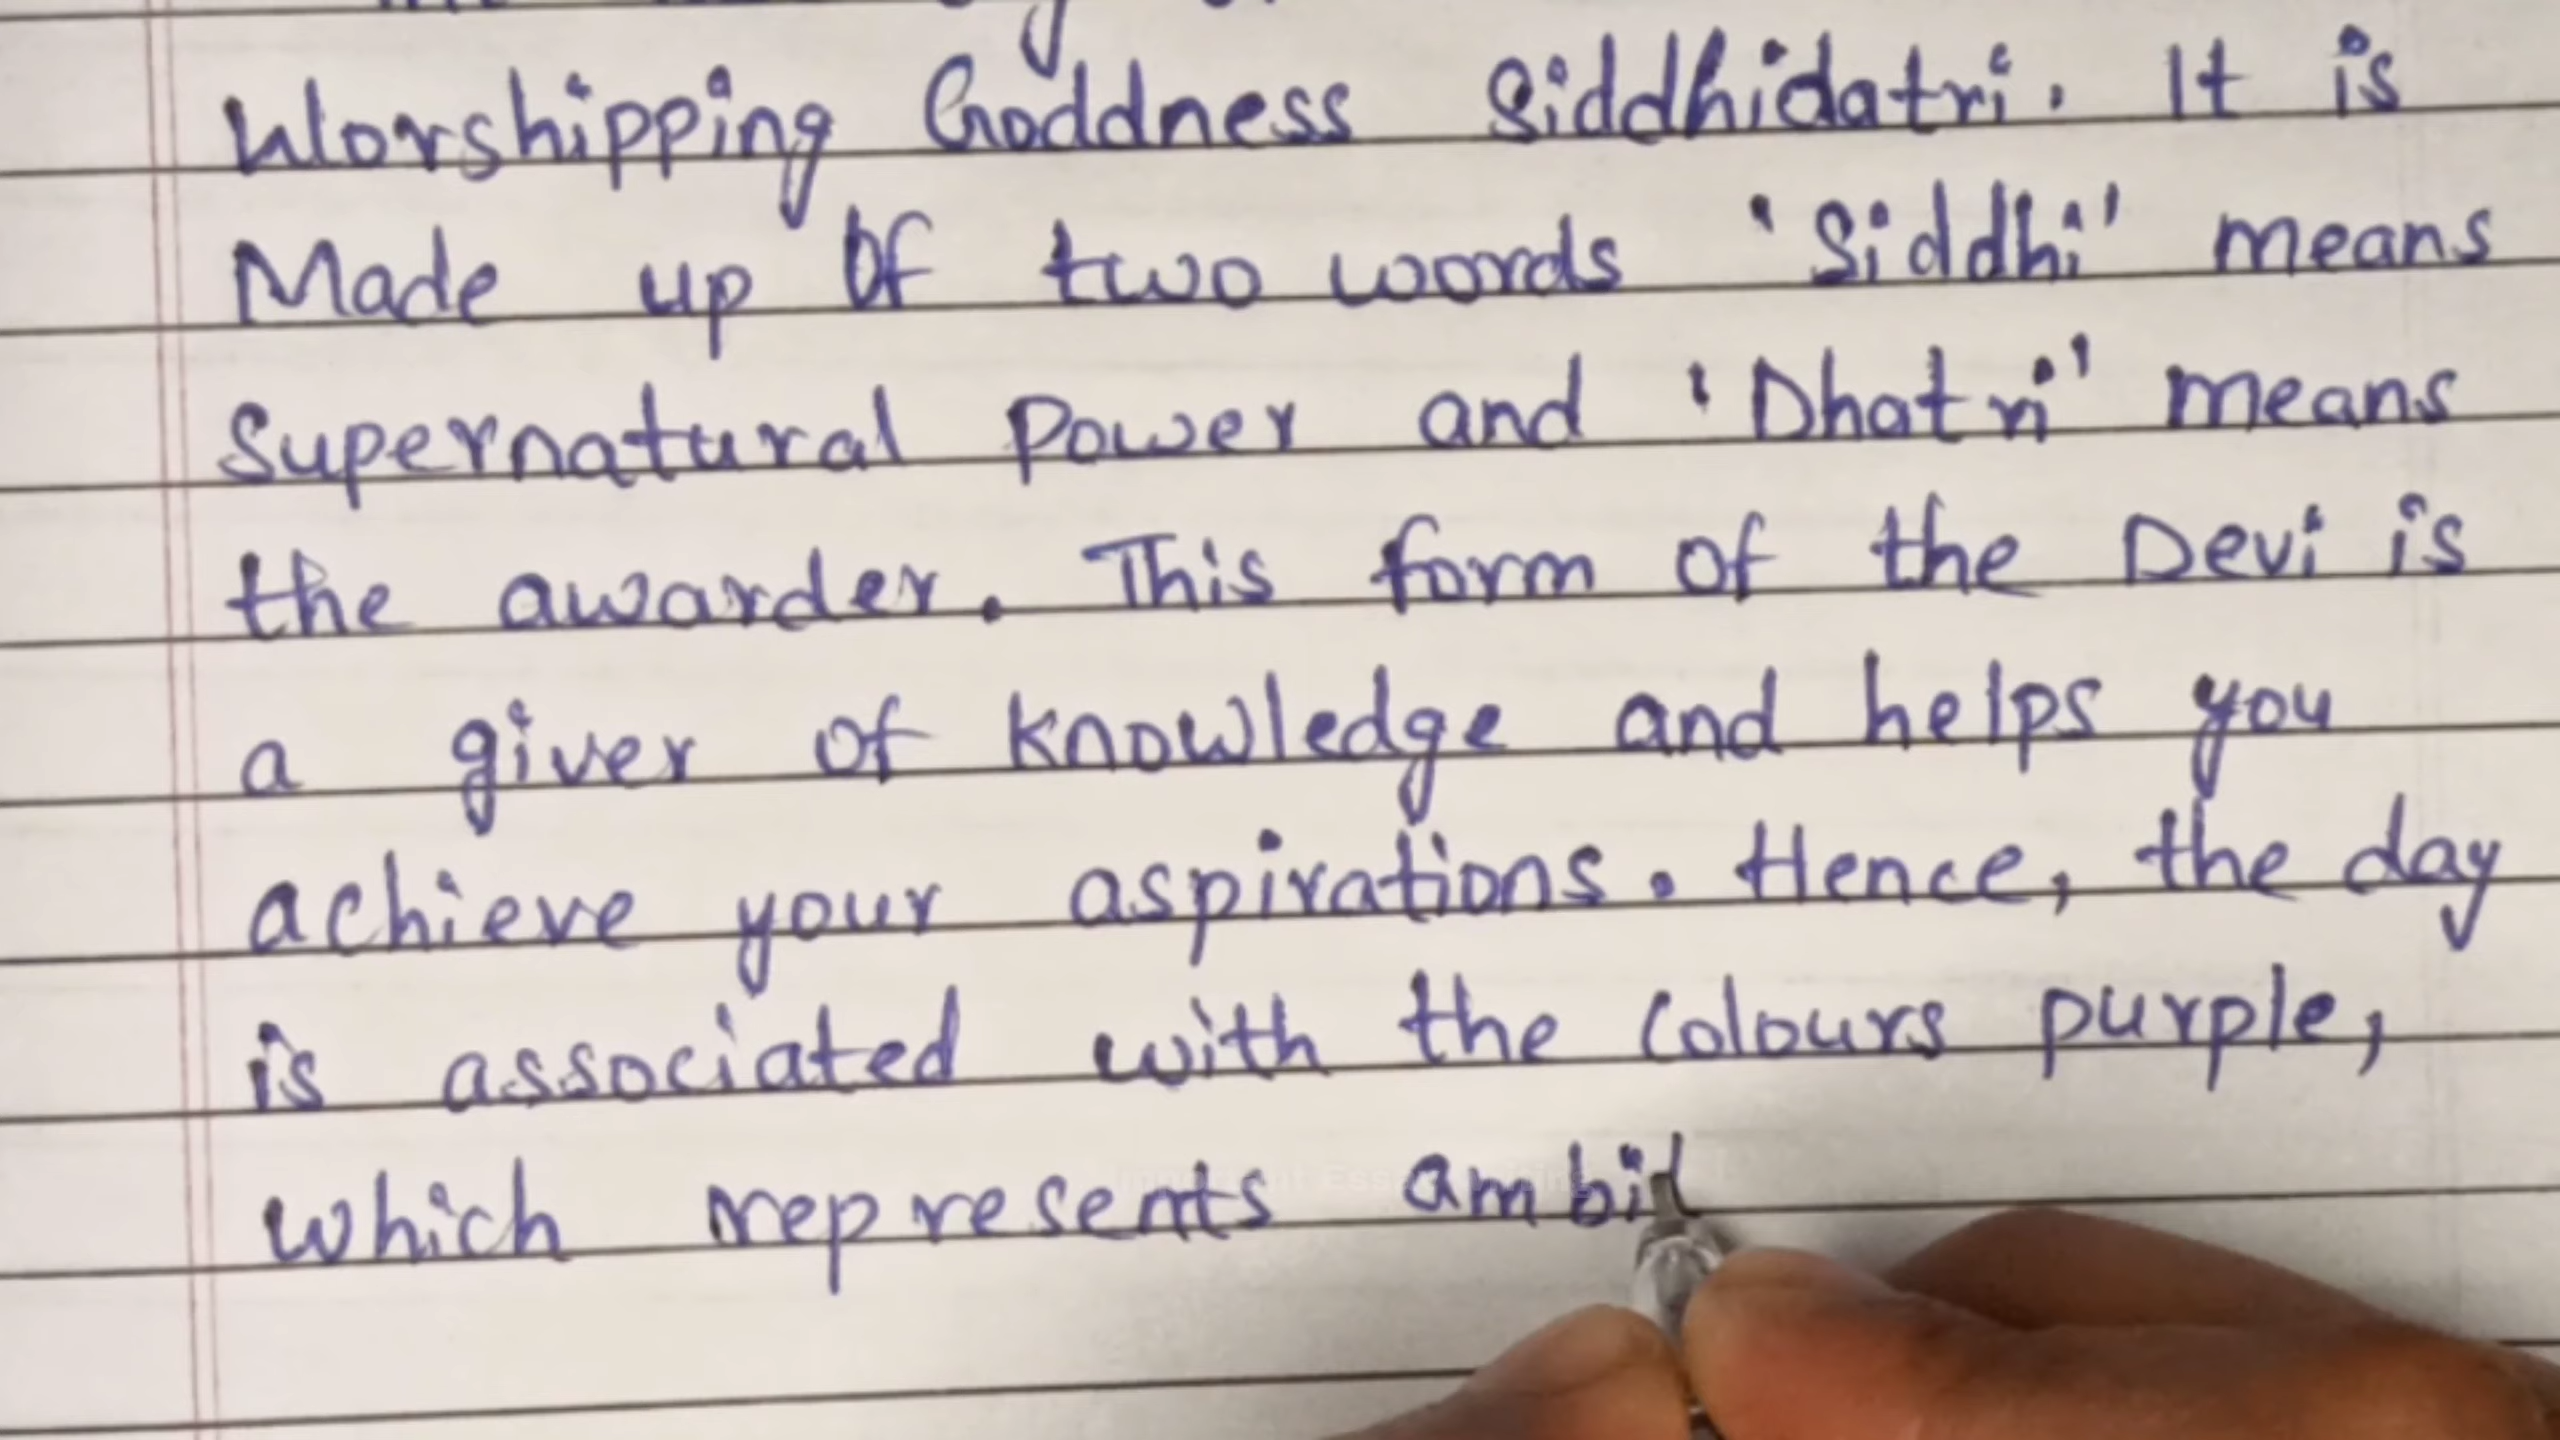 Worshipping Goddness Siddhidatri. It is
Made up Of two words 'Siddhi' means
Supernatural Power and 'Dhatri' means
the awarder. This form of the Devi is
a giver of knowledge and helps you
achieve your aspirations. Hence, the day
is associated with the Colours purple,
which represents ambit